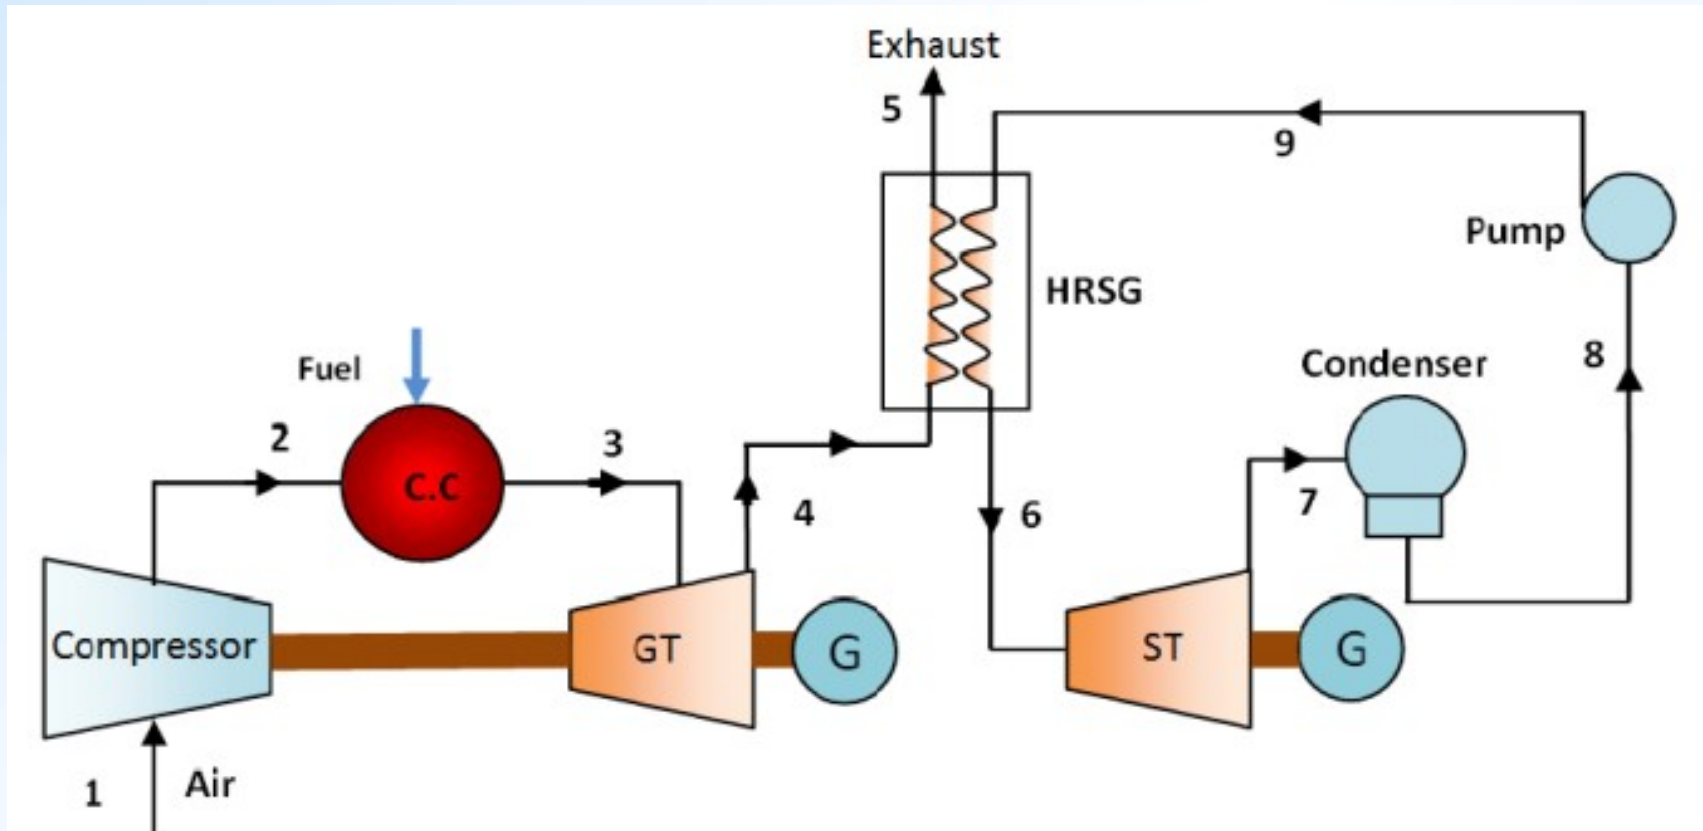 Exhaust
5
9
Pump
HRSG
Fuel
Condenser
8
2
3
C.C
4
6
7
Compressor
GT
G
ST
G
1
Air